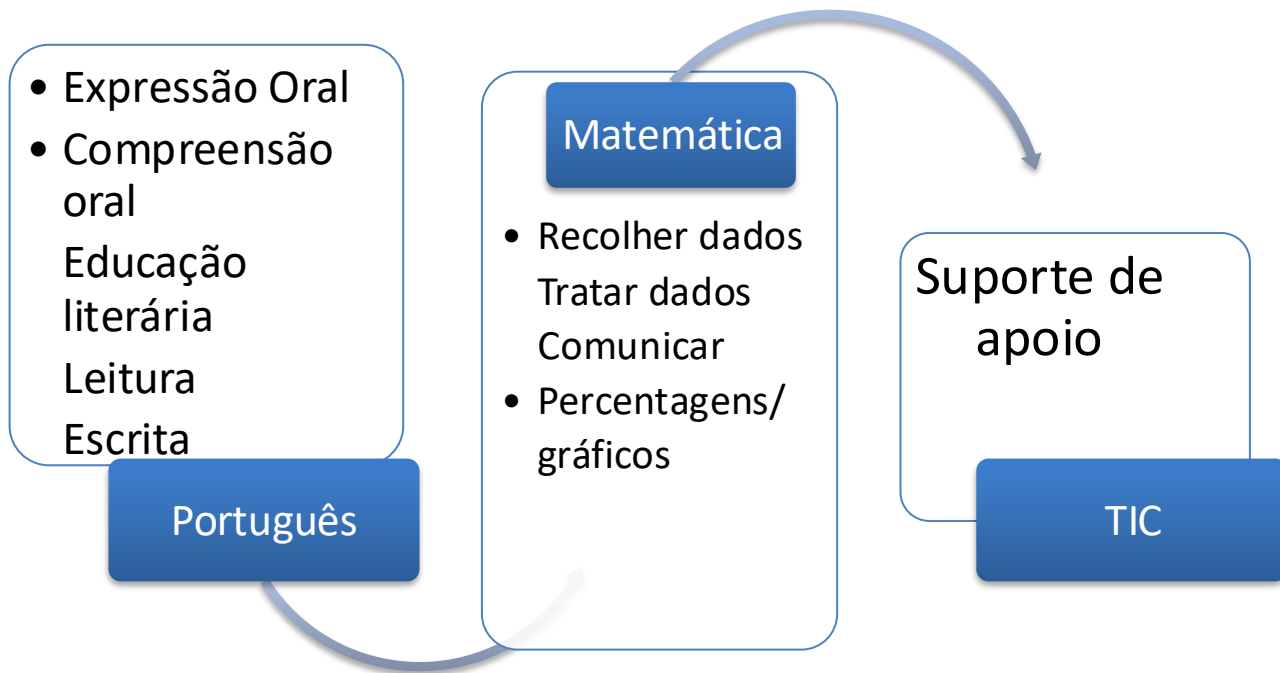 • Expressão Oral
• Compreensão
oral
Educação
literária
Leitura
Escrita
Português
Matemática
• Recolher dados
Tratar dados
Comunicar
• Percentagens/
gráficos
Suporte de
apoio
TIC